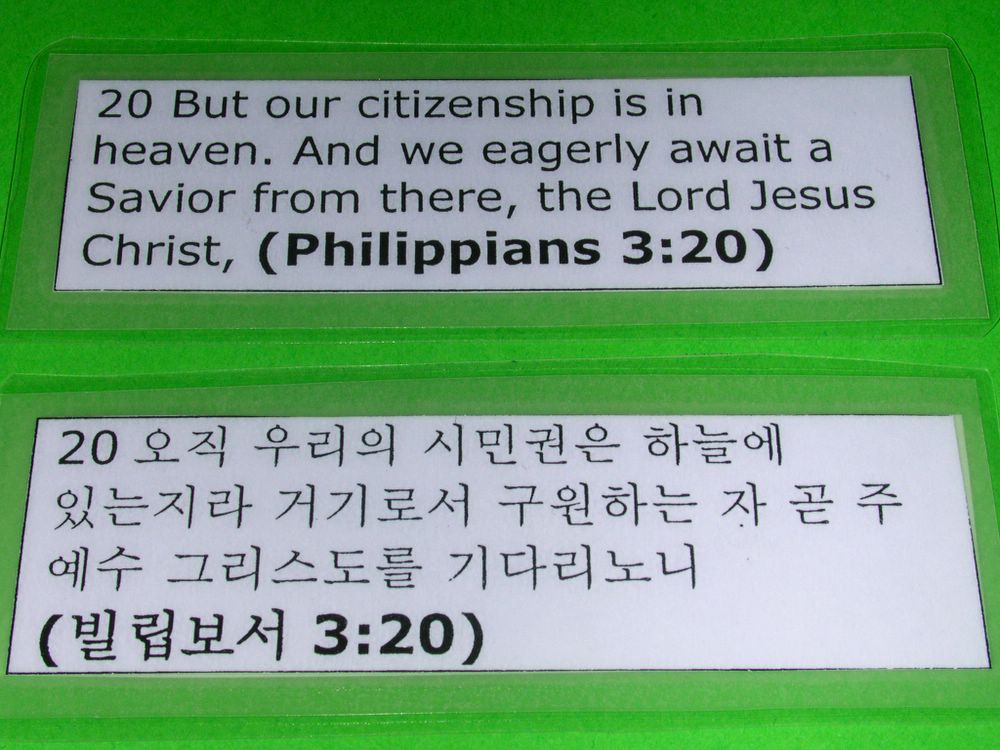 20 But our citizenship is in
heaven. And we eagerly await a
Savior from there, the Lord Jesus
Christ, (Philippians 3:20)
20 오직 우리의 시민권은 하늘에
있는지라 거기로서 구원하는 자 곧 주
예수 그리스도를 기다리노니
(빌립보서 3:20)